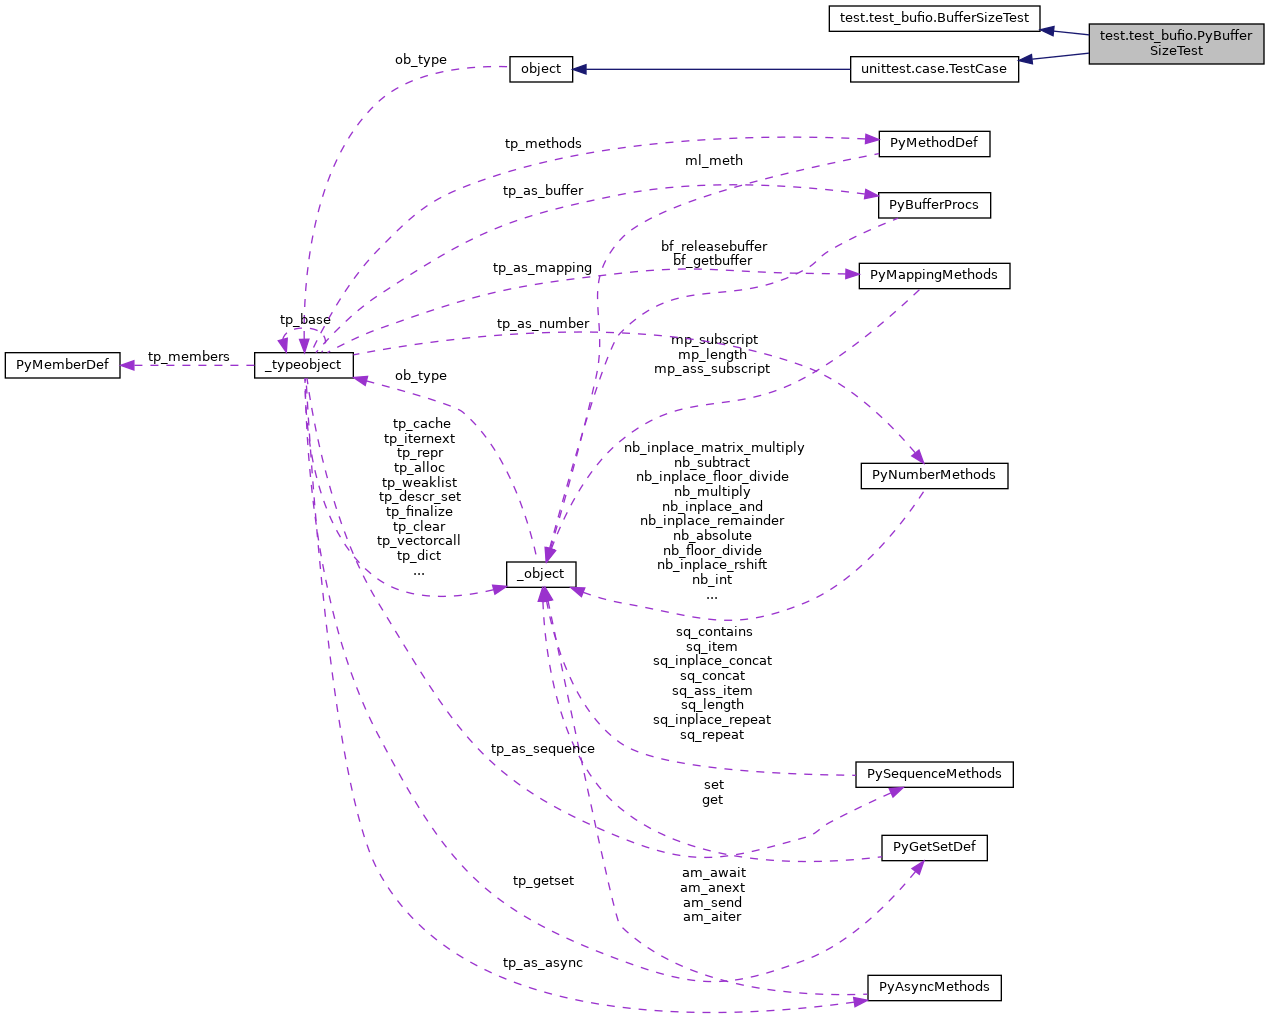 test.test_bufio.BufferSizeTest
test.test_bufio.PyBuffer
SizeTest
ob_type
object
unittest.case.TestCase
tp_methods
PyMethodDef
ml_meth
tp_as_buffer
PyBufferProcs
bf_releasebuffer
bf_getbuffer
tp_as_mapping
PyMappingMethods
tp_base
tp_as_number
mp_subscript
mp_length
mp_ass_subscript
PyMemberDef
tp_members
_typeobject
ob_type
tp_cache
tp_iternext
tp_repr
tp_alloc
tp_weaklist
tp_descr_set
tp_finalize
tp_clear
tp_vectorcall
tp_dict
...
nb_inplace_matrix_multiply
nb_subtract
nb_inplace_floor_divide
nb_multiply
nb_inplace_and
nb_inplace_remainder
nb_absolute
nb_floor_divide
nb_inplace_rshift
nb_int
...
PyNumberMethods
_object
sq_contains
sq_item
sq_inplace_concat
sq_concat
sq_ass_item
sq_length
sq_inplace_repeat
sq_repeat
tp_as_sequence
PySequenceMethods
set
get
PyGetSetDef
tp_getset
am_await
am_anext
am_send
am_aiter
tp_as_async
PyAsyncMethods